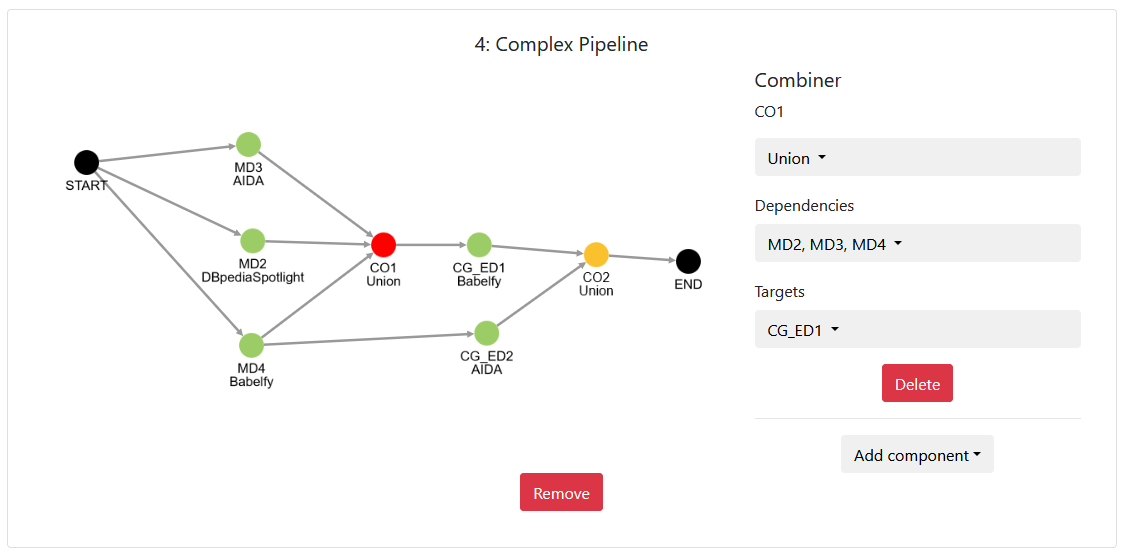 4: Complex Pipeline
START
MD3
AIDA
MD2
DBpediaSpotlight
MD4
Babelfy
CO1
Union
CG_ED1
Babelfy
CG_ED2
AIDA
CO2
Union
END
Remove
Combiner
CO1
Union
Dependencies
MD2, MD3, MD4
Targets
CG_ED1
Delete
Add component